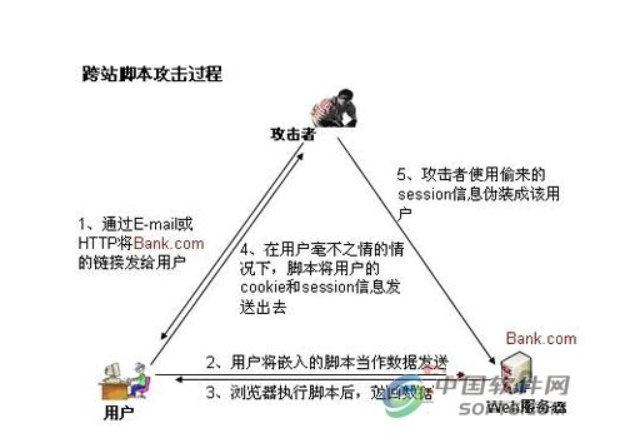 跨站脚本攻击过程
攻击者
5、攻击者使用偷来的
session信息伪装成该用
户
1、通过E-mail或
HTTP将Bank.com
的链接发给用户
4、在用户毫不之情的情
况下，脚本将用户的
cookie和session信息发
送出去
Bank.com
2、用户将嵌入的脚本当作数据发送
3、浏览器执行脚本后，返回数据
用户
Web服务器
中国软件网